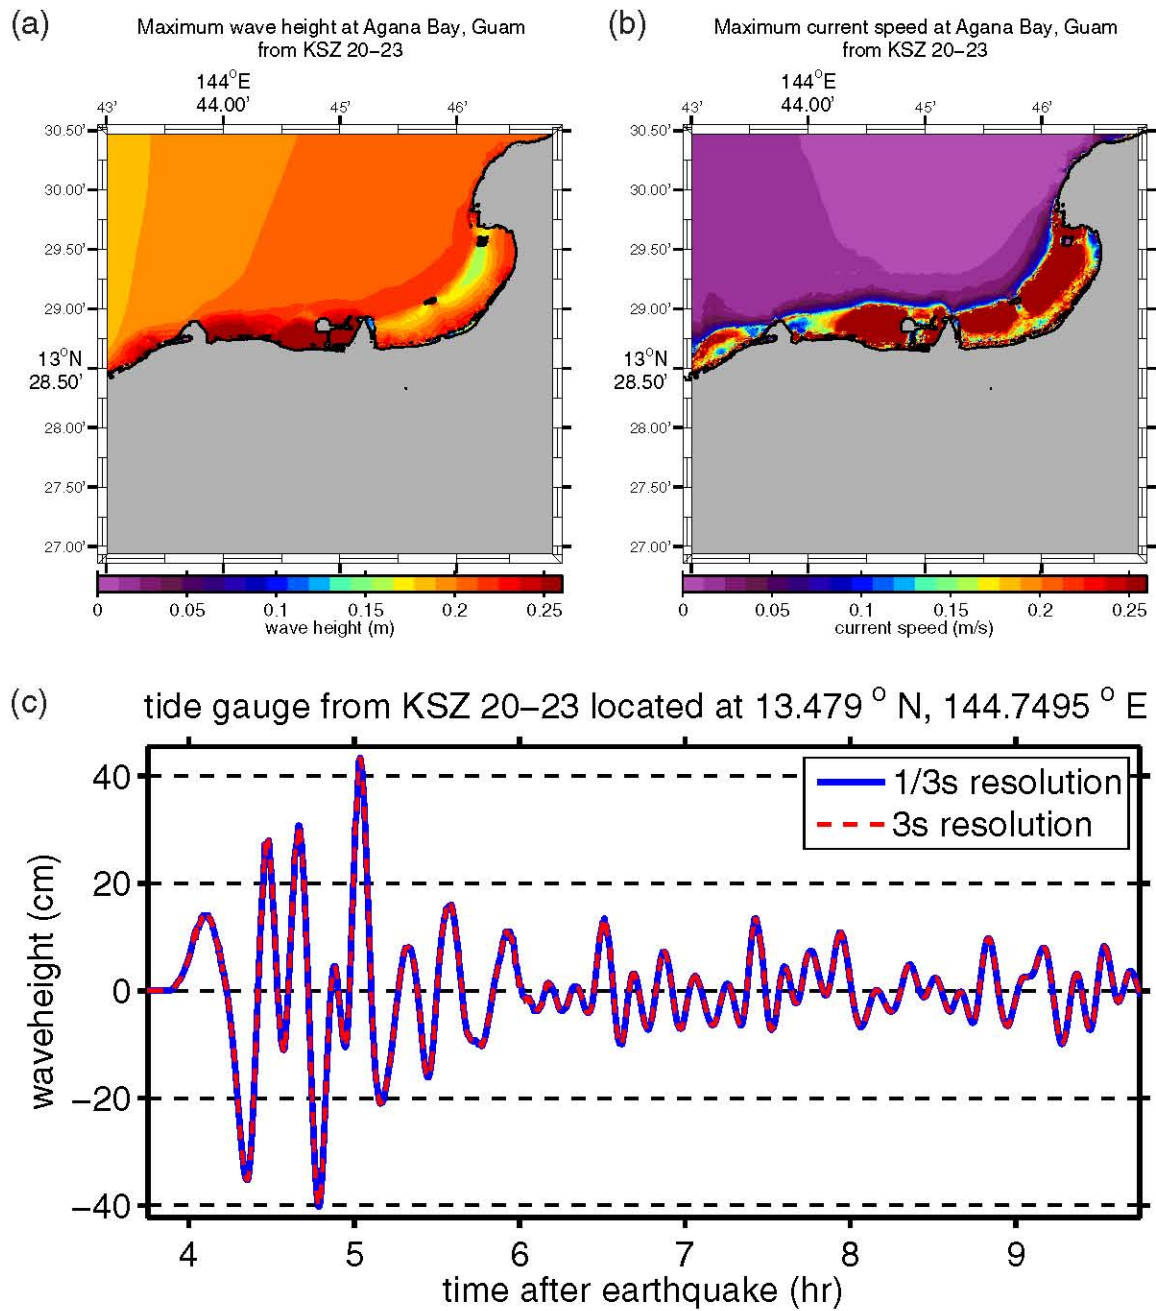 (a)
Maximum wave height at Agana Bay, Guam
from KSZ 20−23
144°E
43' 44.00' 45' 46'
30.50'
30.00'
29.50'
29.00'
13°N
28.50'
28.00'
27.50'
27.00'
0 0.05 0.1 0.15 0.2 0.25
wave height (m)
(b)
Maximum current speed at Agana Bay, Guam
from KSZ 20−23
144°E
43' 44.00' 45' 46'
30.50'
30.00'
29.50'
29.00'
13°N
28.50'
28.00'
27.50'
27.00'
0 0.05 0.1 0.15 0.2 0.25
current speed (m/s)
(c)
tide gauge from KSZ 20−23 located at 13.479 ° N, 144.7495 ° E
1/3s resolution
3s resolution
waveheight (cm)
40
20
0
−20
−40
4 5 6 7 8 9
time after earthquake (hr)